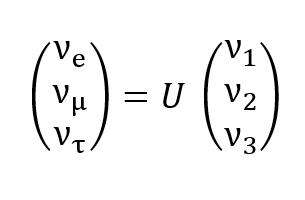 (νe νμ ντ) = U (ν1 ν2 ν3)